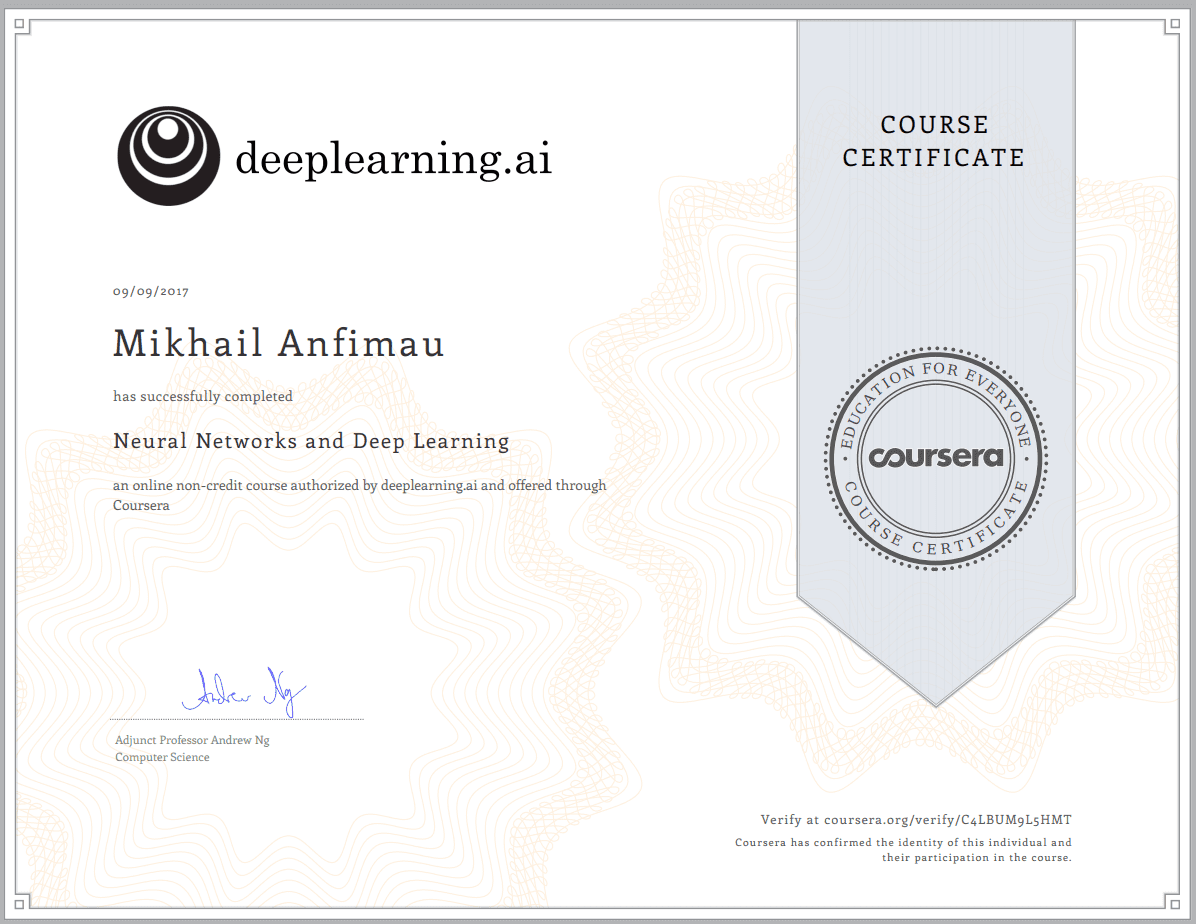 deeplearning.ai
COURSE
CERTIFICATE
09/09/2017
Mikhail Anfimau
has successfully completed
Neural Networks and Deep Learning
an online non-credit course authorized by deeplearning.ai and offered through
Coursera
EDUCATION FOR EVERYONE
coursera
COURSE CERTIFICATE
Andrew Ng
Adjunct Professor Andrew Ng
Computer Science
Verify at coursera.org/verify/C4LBUM9L5HMT
Coursera has confirmed the identity of this individual and
their participation in the course.